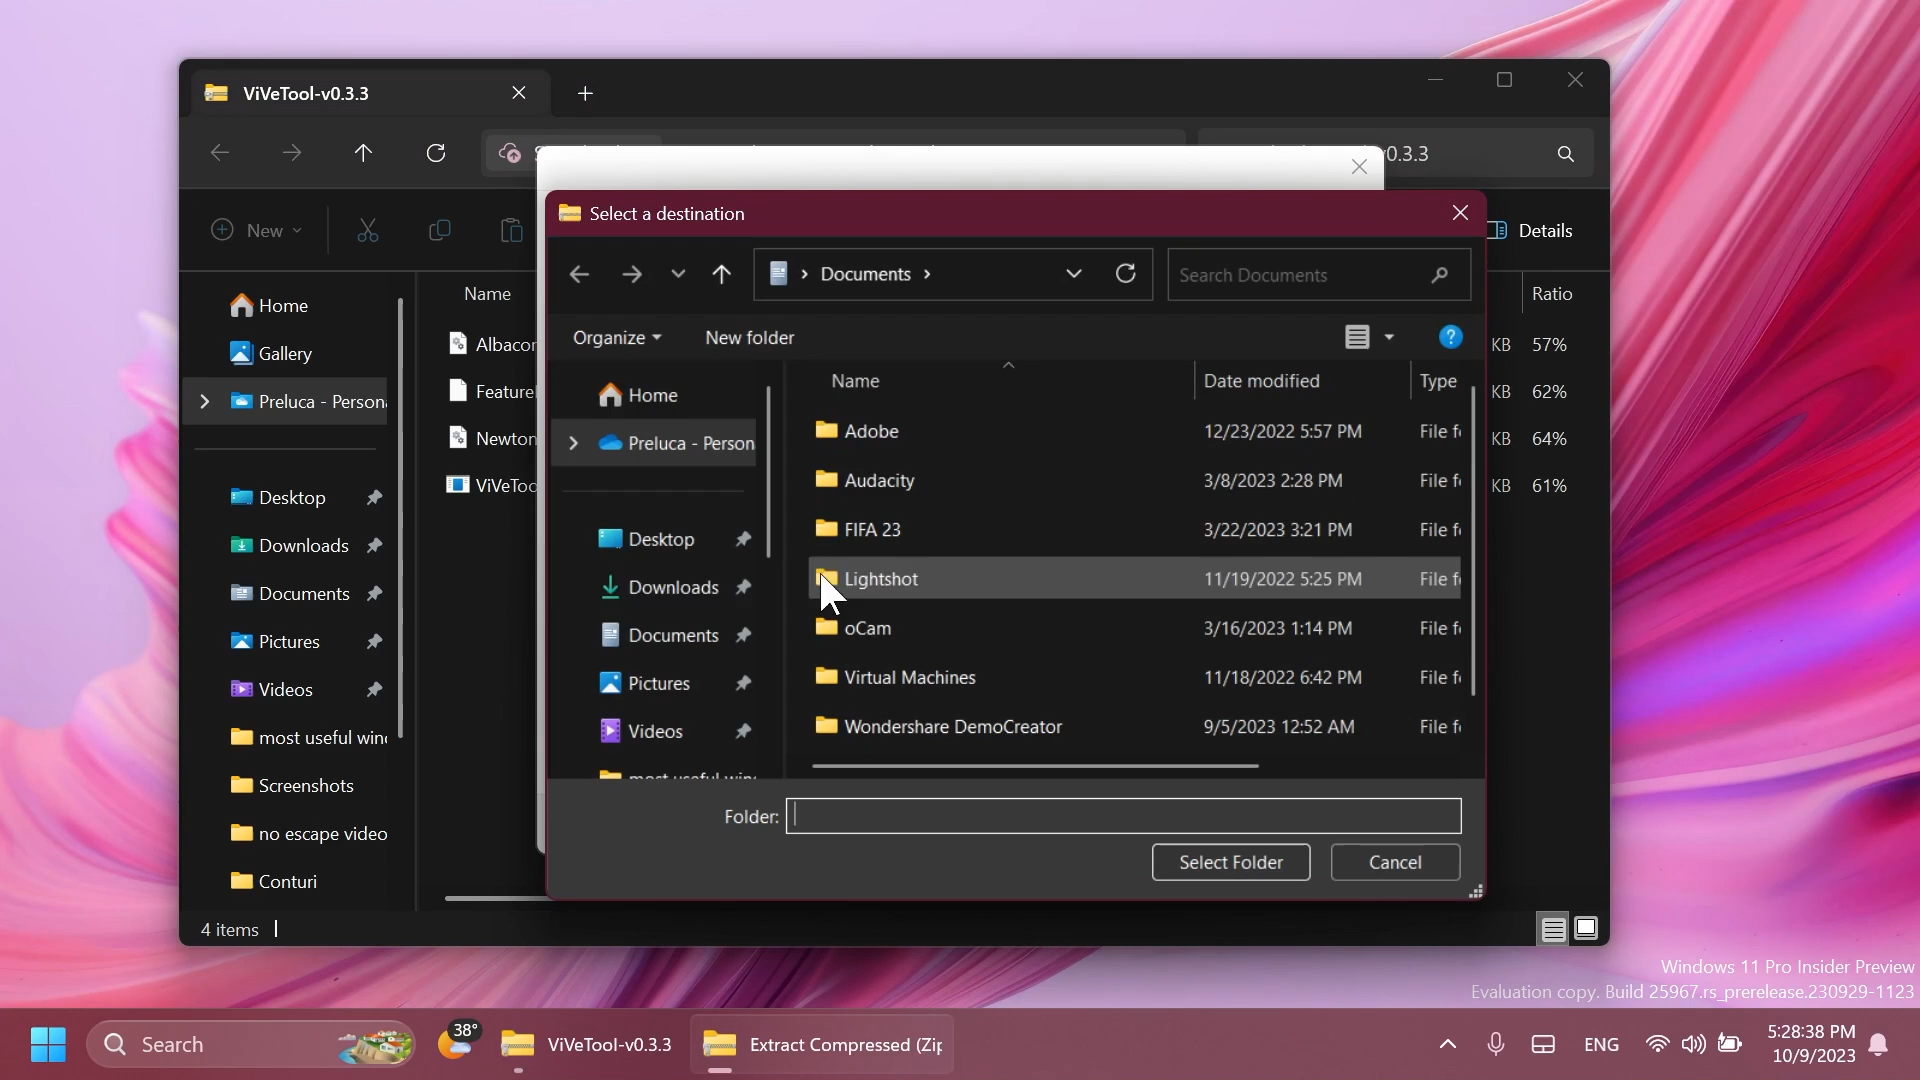 ViVeTool-v0.3.3
v0.3.3
New
Details
Name
Ratio
Home
Gallery
Preluca - Persona
Desktop
Downloads
Documents
Pictures
Videos
most useful win
Screenshots
no escape video
Conturi
Albacor
Feature
Newton
ViVeToo
KB 57%
KB 62%
KB 64%
KB 61%
4 items
Select a destination
Documents
Search Documents
Organize
New folder
Name
Date modified
Type
Home
Preluca - Person
Desktop
Downloads
Documents
Pictures
Videos
Adobe 12/23/2022 5:57 PM File f
Audacity 3/8/2023 2:28 PM File f
FIFA 23 3/22/2023 3:21 PM File f
Lightshot 11/19/2022 5:25 PM File f
oCam 3/16/2023 1:14 PM File f
Virtual Machines 11/18/2022 6:42 PM File f
Wondershare DemoCreator 9/5/2023 12:52 AM File f
Folder:
Select Folder
Cancel
Windows 11 Pro Insider Preview
Evaluation copy. Build 25967.rs_prerelease.230929-1123
Search
38°
ViVeTool-v0.3.3
Extract Compressed (Zip
ENG
5:28:38 PM
10/9/2023